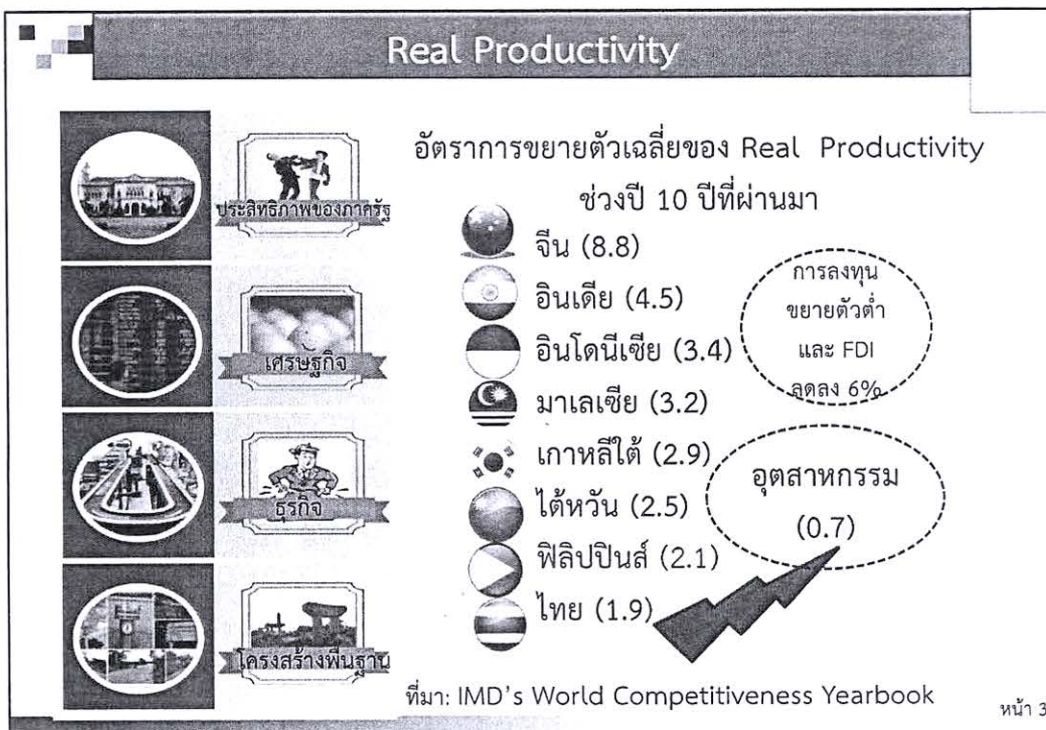 Real Productivity
ประสิทธิภาพของภาครัฐ
เศรษฐกิจ
ธุรกิจ
โครงสร้างพื้นฐาน
อัตราการขยายตัวเฉลี่ยของ Real Productivity
ช่วงปี 10 ปีที่ผ่านมา
จีน (8.8)
อินเดีย (4.5)
อินโดนีเซีย (3.4)
มาเลเซีย (3.2)
เกาหลีใต้ (2.9)
ไต้หวัน (2.5)
ฟิลิปปินส์ (2.1)
ไทย (1.9)
การลงทุน
ขยายตัวต่ำ
และ FDI
ลดลง 6%
อุตสาหกรรม
(0.7)
ที่มา: IMD's World Competitiveness Yearbook
หน้า 3